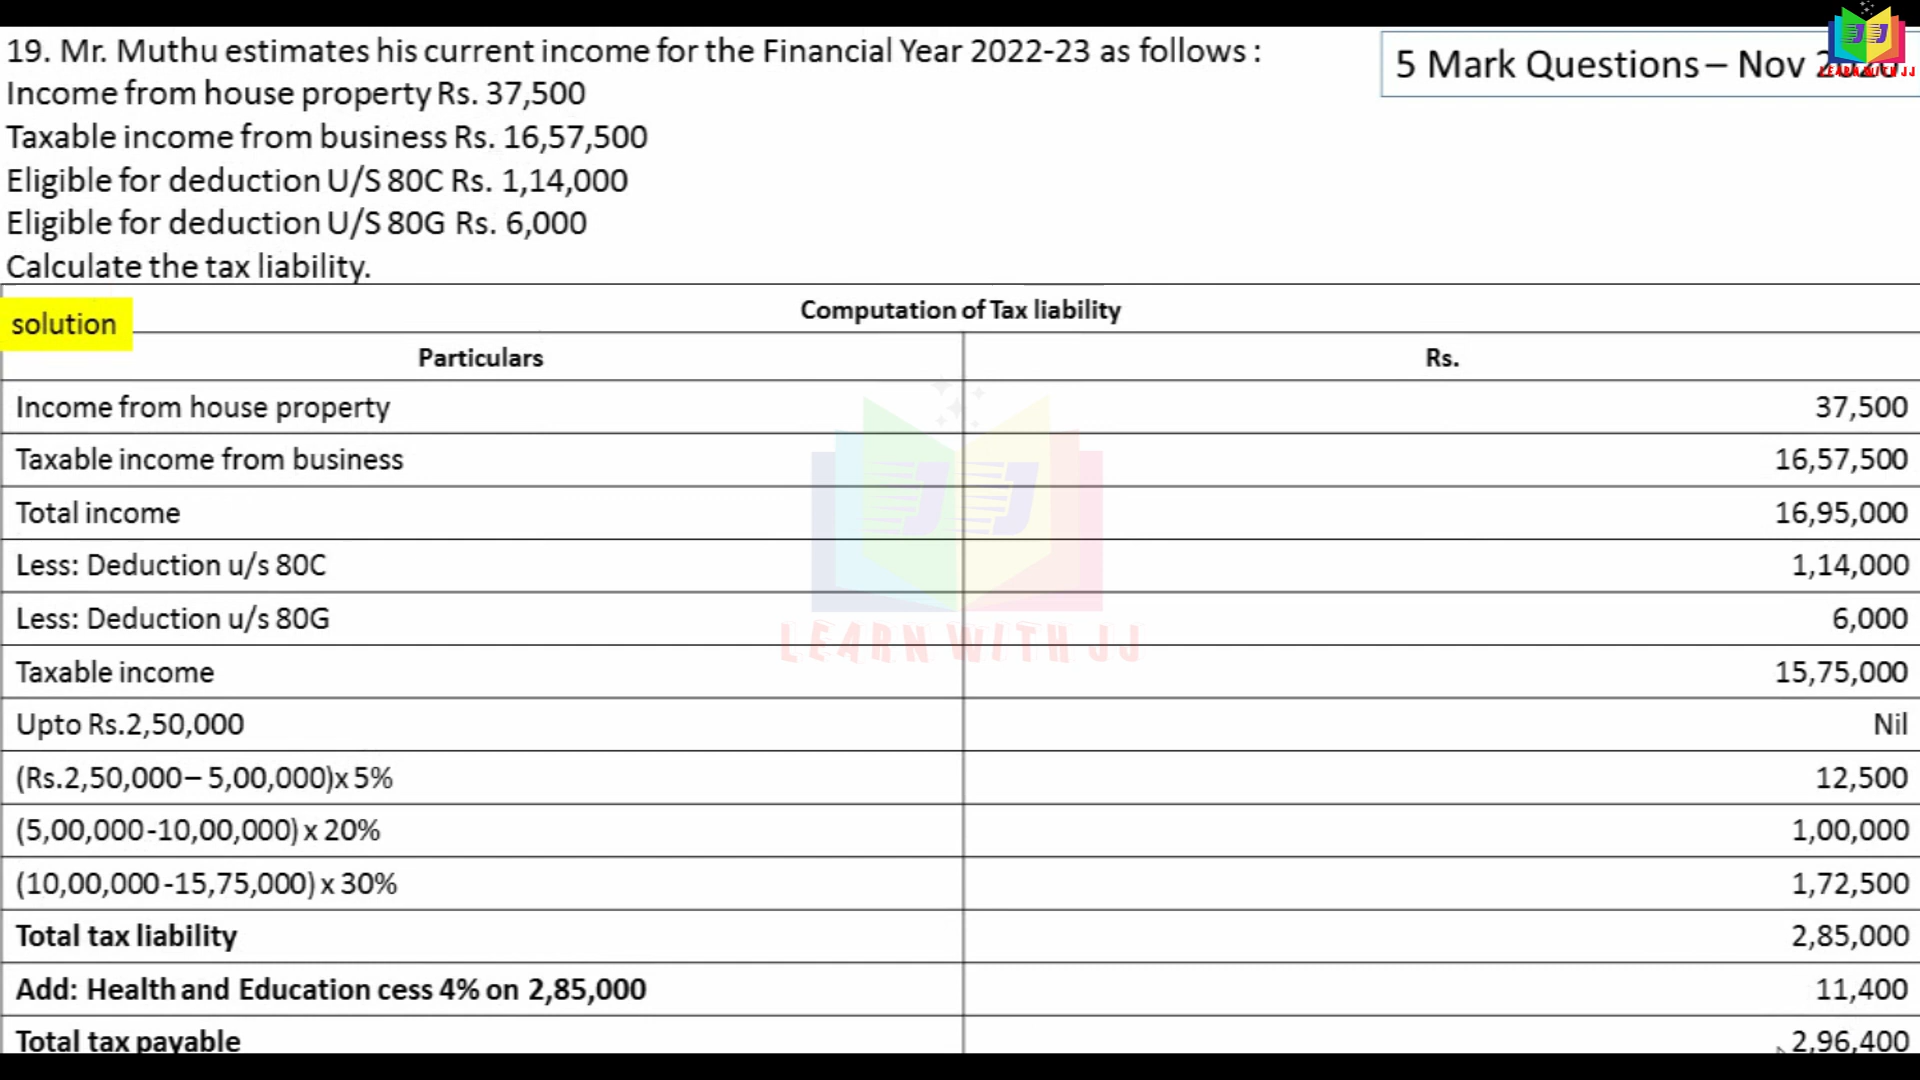 19. Mr. Muthu estimates his current income for the Financial Year 2022-23 as follows :
5 Mark Questions – Nov
Income from house property Rs. 37,500
Taxable income from business Rs. 16,57,500
Eligible for deduction U/S 80C Rs. 1,14,000
Eligible for deduction U/S 80G Rs. 6,000
Calculate the tax liability.
solution
Computation of Tax liability
Particulars Rs.
Income from house property 37,500
Taxable income from business 16,57,500
Total income 16,95,000
Less: Deduction u/s 80C 1,14,000
Less: Deduction u/s 80G 6,000
LEARN WITH JJ
Taxable income 15,75,000
Upto Rs.2,50,000 Nil
(Rs.2,50,000 – 5,00,000)x 5% 12,500
(5,00,000-10,00,000) x 20% 1,00,000
(10,00,000-15,75,000) x 30% 1,72,500
Total tax liability 2,85,000
Add: Health and Education cess 4% on 2,85,000 11,400
Total tax payable 2,96,400